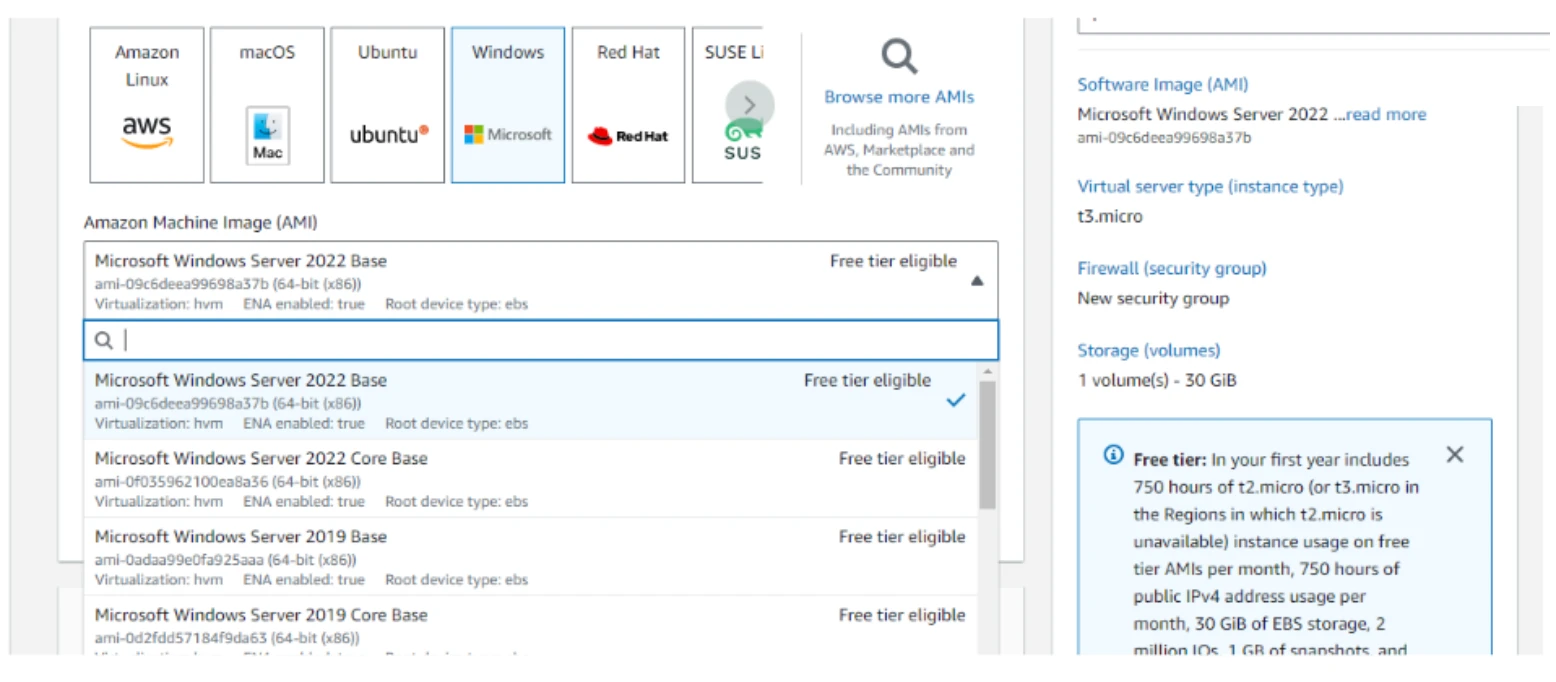 Amazon
Linux
aws
macOS
Mac
Ubuntu
ubuntu
Windows
Microsoft
Red Hat
Red Hat
SUSE Li
SUS
Browse more AMIs
Including AMIs from
AWS, Marketplace and
the Community
Amazon Machine Image (AMI)
Microsoft Windows Server 2022 Base Free tier eligible
ami-09c6deea99698a37b (64-bit (x86))
Virtualization: hvm ENA enabled: true Root device type: ebs
Microsoft Windows Server 2022 Base Free tier eligible
ami-09c6deea99698a37b (64-bit (x86))
Virtualization: hvm ENA enabled: true Root device type: ebs
Microsoft Windows Server 2022 Core Base Free tier eligible
ami-0f035962100ea8a36 (64-bit (x86))
Virtualization: hvm ENA enabled: true Root device type: ebs
Microsoft Windows Server 2019 Base Free tier eligible
ami-0adaa99e0fa925aaa (64-bit (x86))
Virtualization: hvm ENA enabled: true Root device type: ebs
Microsoft Windows Server 2019 Core Base Free tier eligible
ami-0d2fdd57184f9da63 (64-bit (x86))
Software Image (AMI)
Microsoft Windows Server 2022 ...read more
ami-09c6deea99698a37b
Virtual server type (instance type)
t3.micro
Firewall (security group)
New security group
Storage (volumes)
1 volume(s) - 30 GiB
Free tier: In your first year includes
750 hours of t2.micro (or t3.micro in
the Regions in which t2.micro is
unavailable) instance usage on free
tier AMIs per month, 750 hours of
public IPv4 address usage per
month, 30 GiB of EBS storage, 2
million IOs, 1 GB of snapshots, and